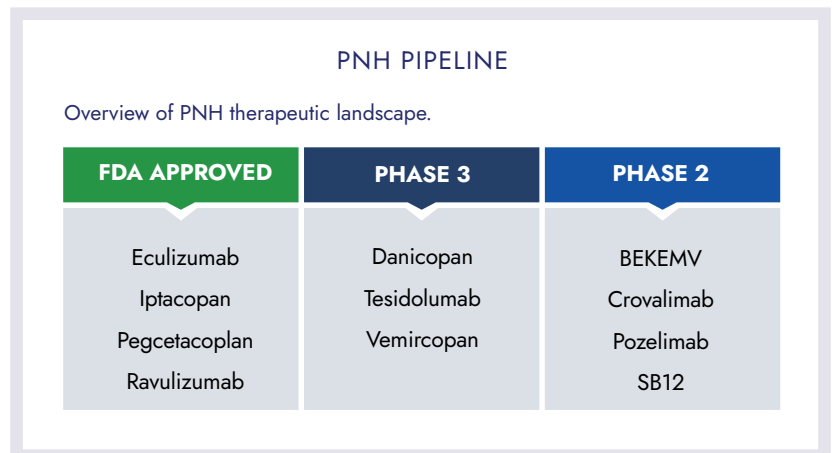 PNH PIPELINE
Overview of PNH therapeutic landscape.
FDA APPROVED
Eculizumab
Iptacopan
Pegcetacoplan
Ravulizumab
PHASE 3
Danicopan
Tesidolumab
Vemircopan
PHASE 2
BEKEMV
Crovalimab
Pozelimab
SB12